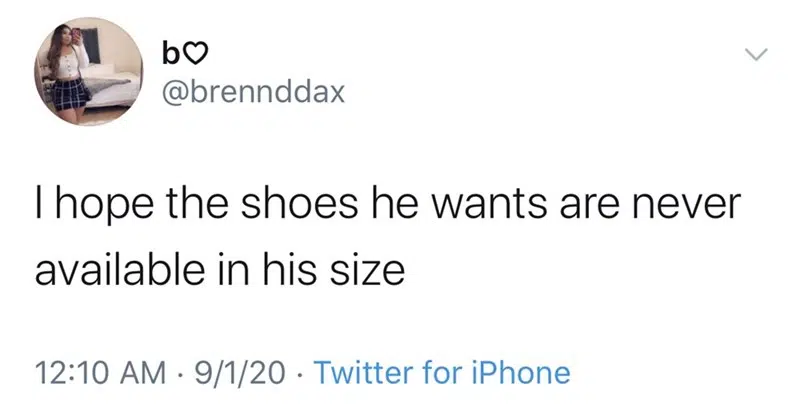 b♡
@brennddax
I hope the shoes he wants are never
available in his size
12:10 AM · 9/1/20 · Twitter for iPhone